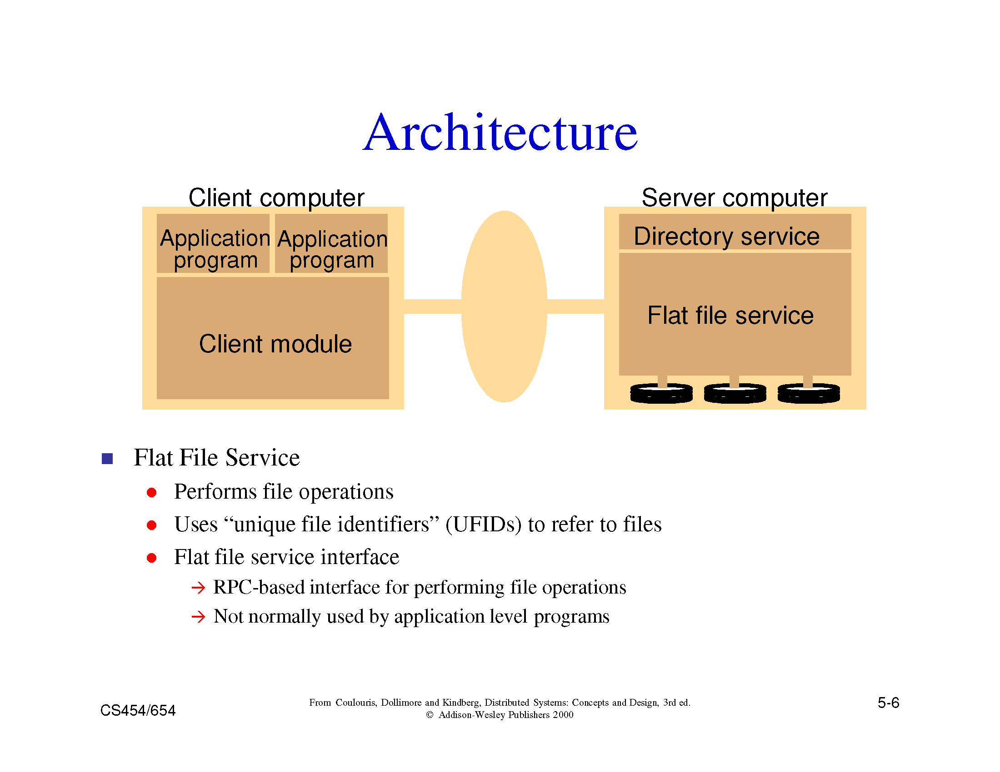 Architecture
Client computer
Application program
Application program
Client module
Server computer
Directory service
Flat file service
Flat File Service
Performs file operations
Uses “unique file identifiers” (UFIDs) to refer to files
Flat file service interface
→ RPC-based interface for performing file operations
→ Not normally used by application level programs
CS454/654
From Coulouris, Dollimore and Kindberg, Distributed Systems: Concepts and Design, 3rd ed.
© Addison-Wesley Publishers 2000
5-6